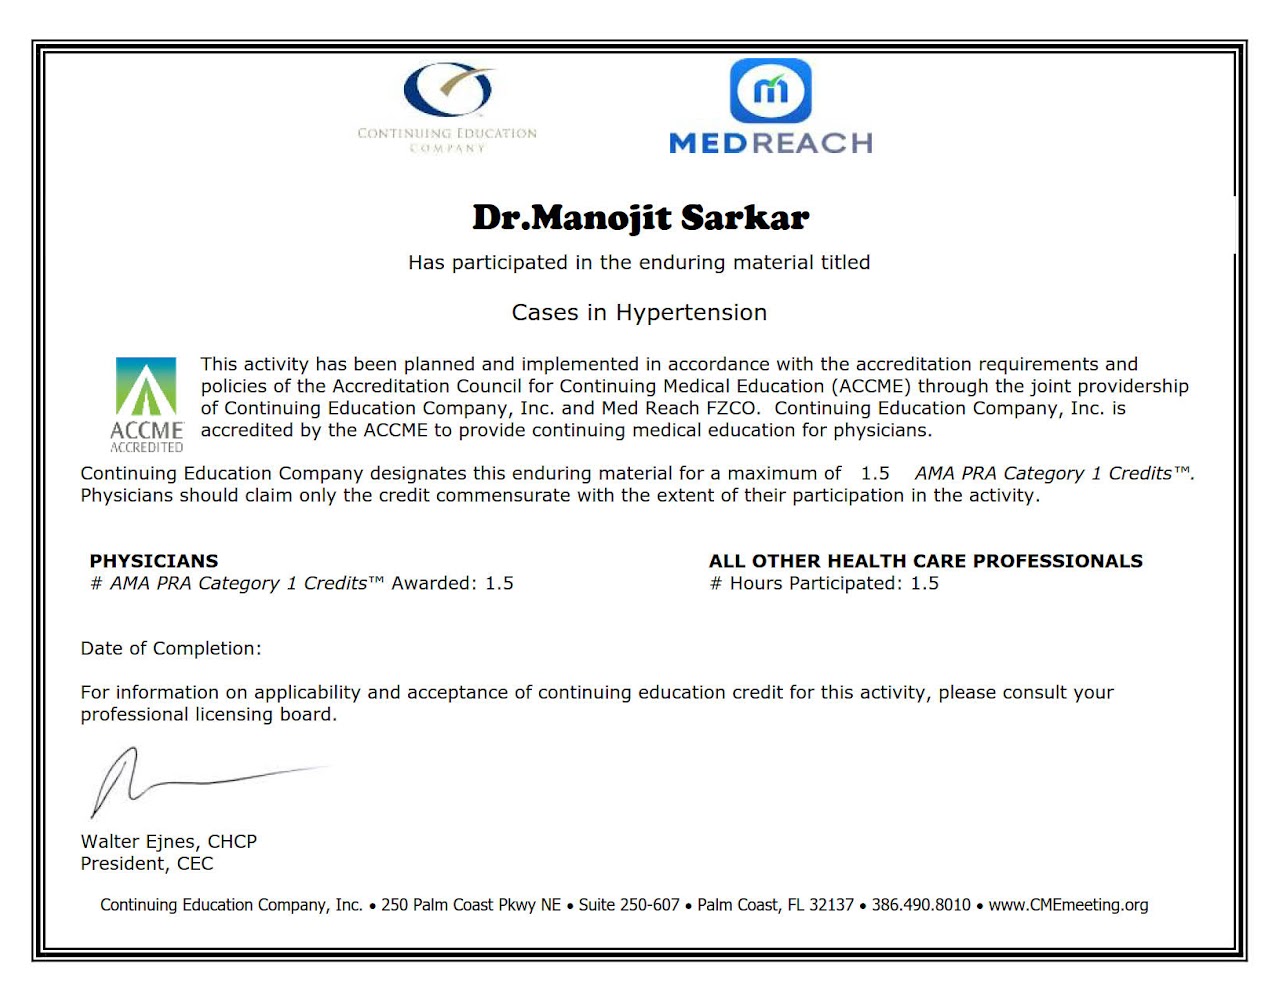 CONTINUING EDUCATION
COMPANY
MEDREACH
Dr.Manojit Sarkar
Has participated in the enduring material titled
Cases in Hypertension
This activity has been planned and implemented in accordance with the accreditation requirements and
policies of the Accreditation Council for Continuing Medical Education (ACCME) through the joint providership
of Continuing Education Company, Inc. and Med Reach FZCO. Continuing Education Company, Inc. is
accredited by the ACCME to provide continuing medical education for physicians.
ACCME
ACCREDITED
Continuing Education Company designates this enduring material for a maximum of 1.5 AMA PRA Category 1 Credits™.
Physicians should claim only the credit commensurate with the extent of their participation in the activity.
PHYSICIANS
# AMA PRA Category 1 Credits™ Awarded: 1.5
ALL OTHER HEALTH CARE PROFESSIONALS
# Hours Participated: 1.5
Date of Completion:
For information on applicability and acceptance of continuing education credit for this activity, please consult your
professional licensing board.
Walter Ejnes, CHCP
President, CEC
Continuing Education Company, Inc. • 250 Palm Coast Pkwy NE • Suite 250-607 • Palm Coast, FL 32137 • 386.490.8010 • www.CMEmeeting.org